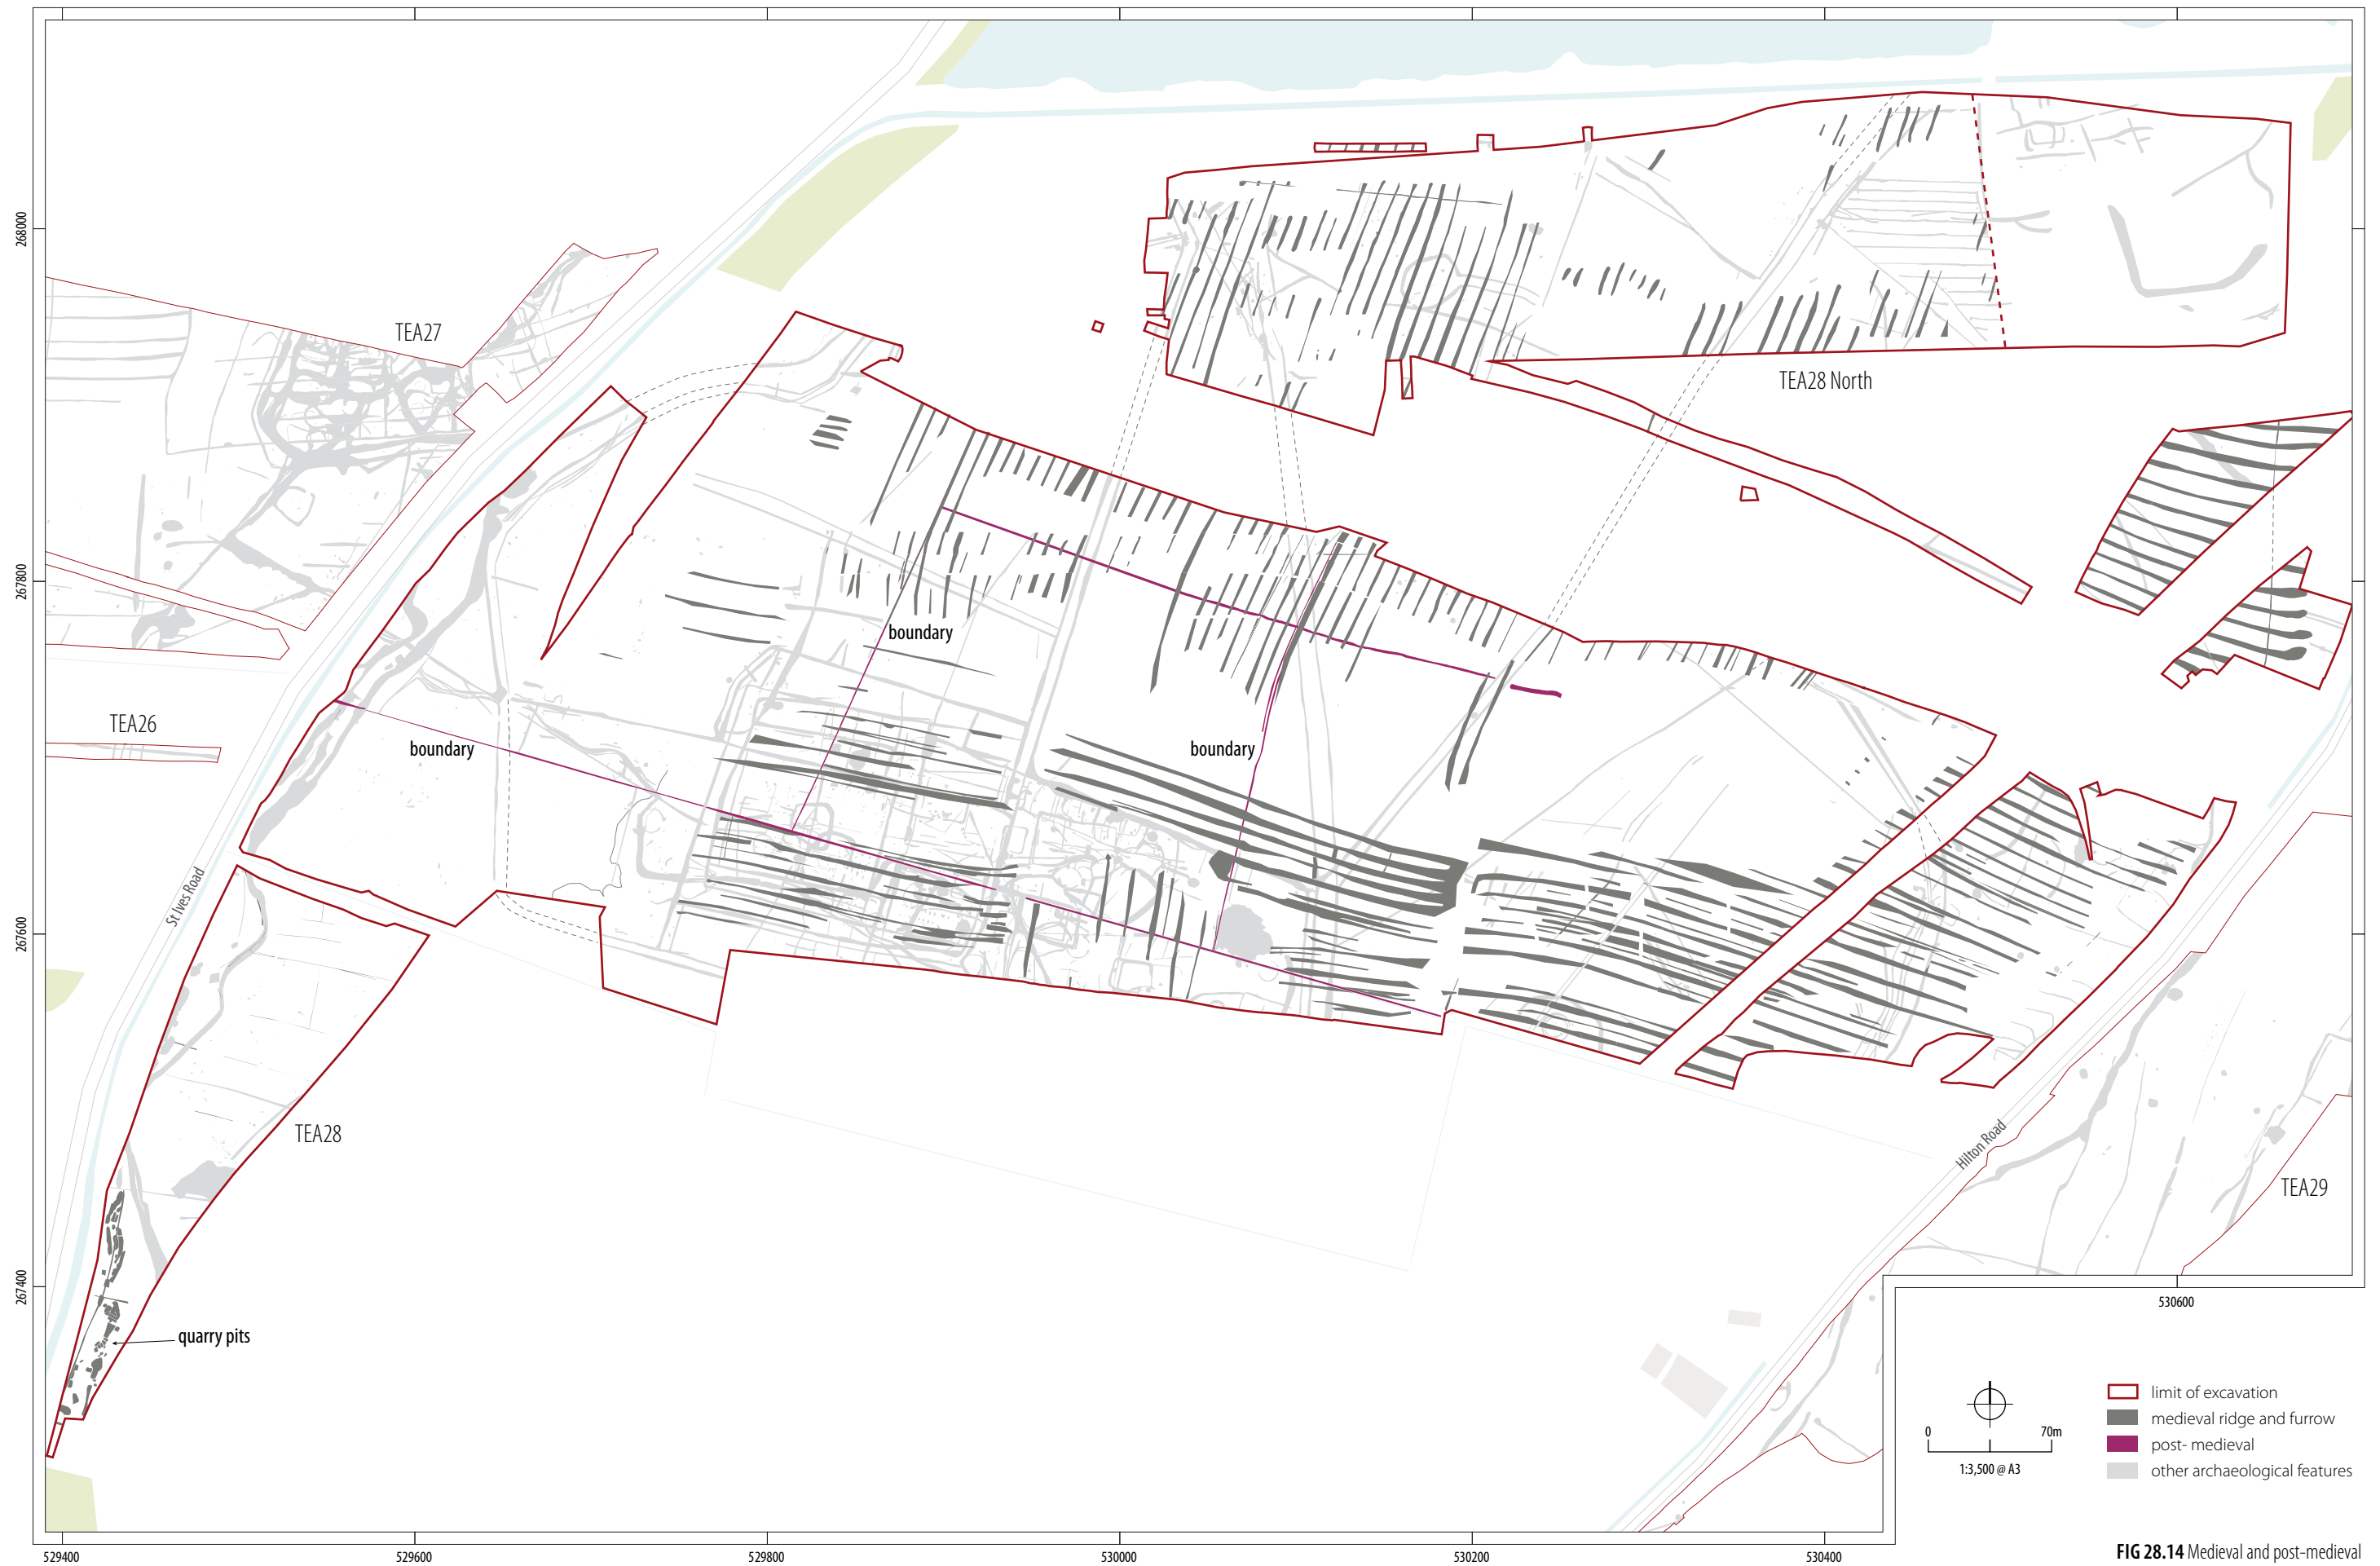 268000
TEA27
TEA28 North
267800
boundary
TEA26
boundary
boundary
St Ives Road
267600
TEA28
Hilton Road
TEA29
267400
quarry pits
530600
0 70m
1:3,500 @ A3
limit of excavation
medieval ridge and furrow
post- medieval
other archaeological features
529400 529600 529800 530000 530200 530400
FIG 28.14 Medieval and post-medieval